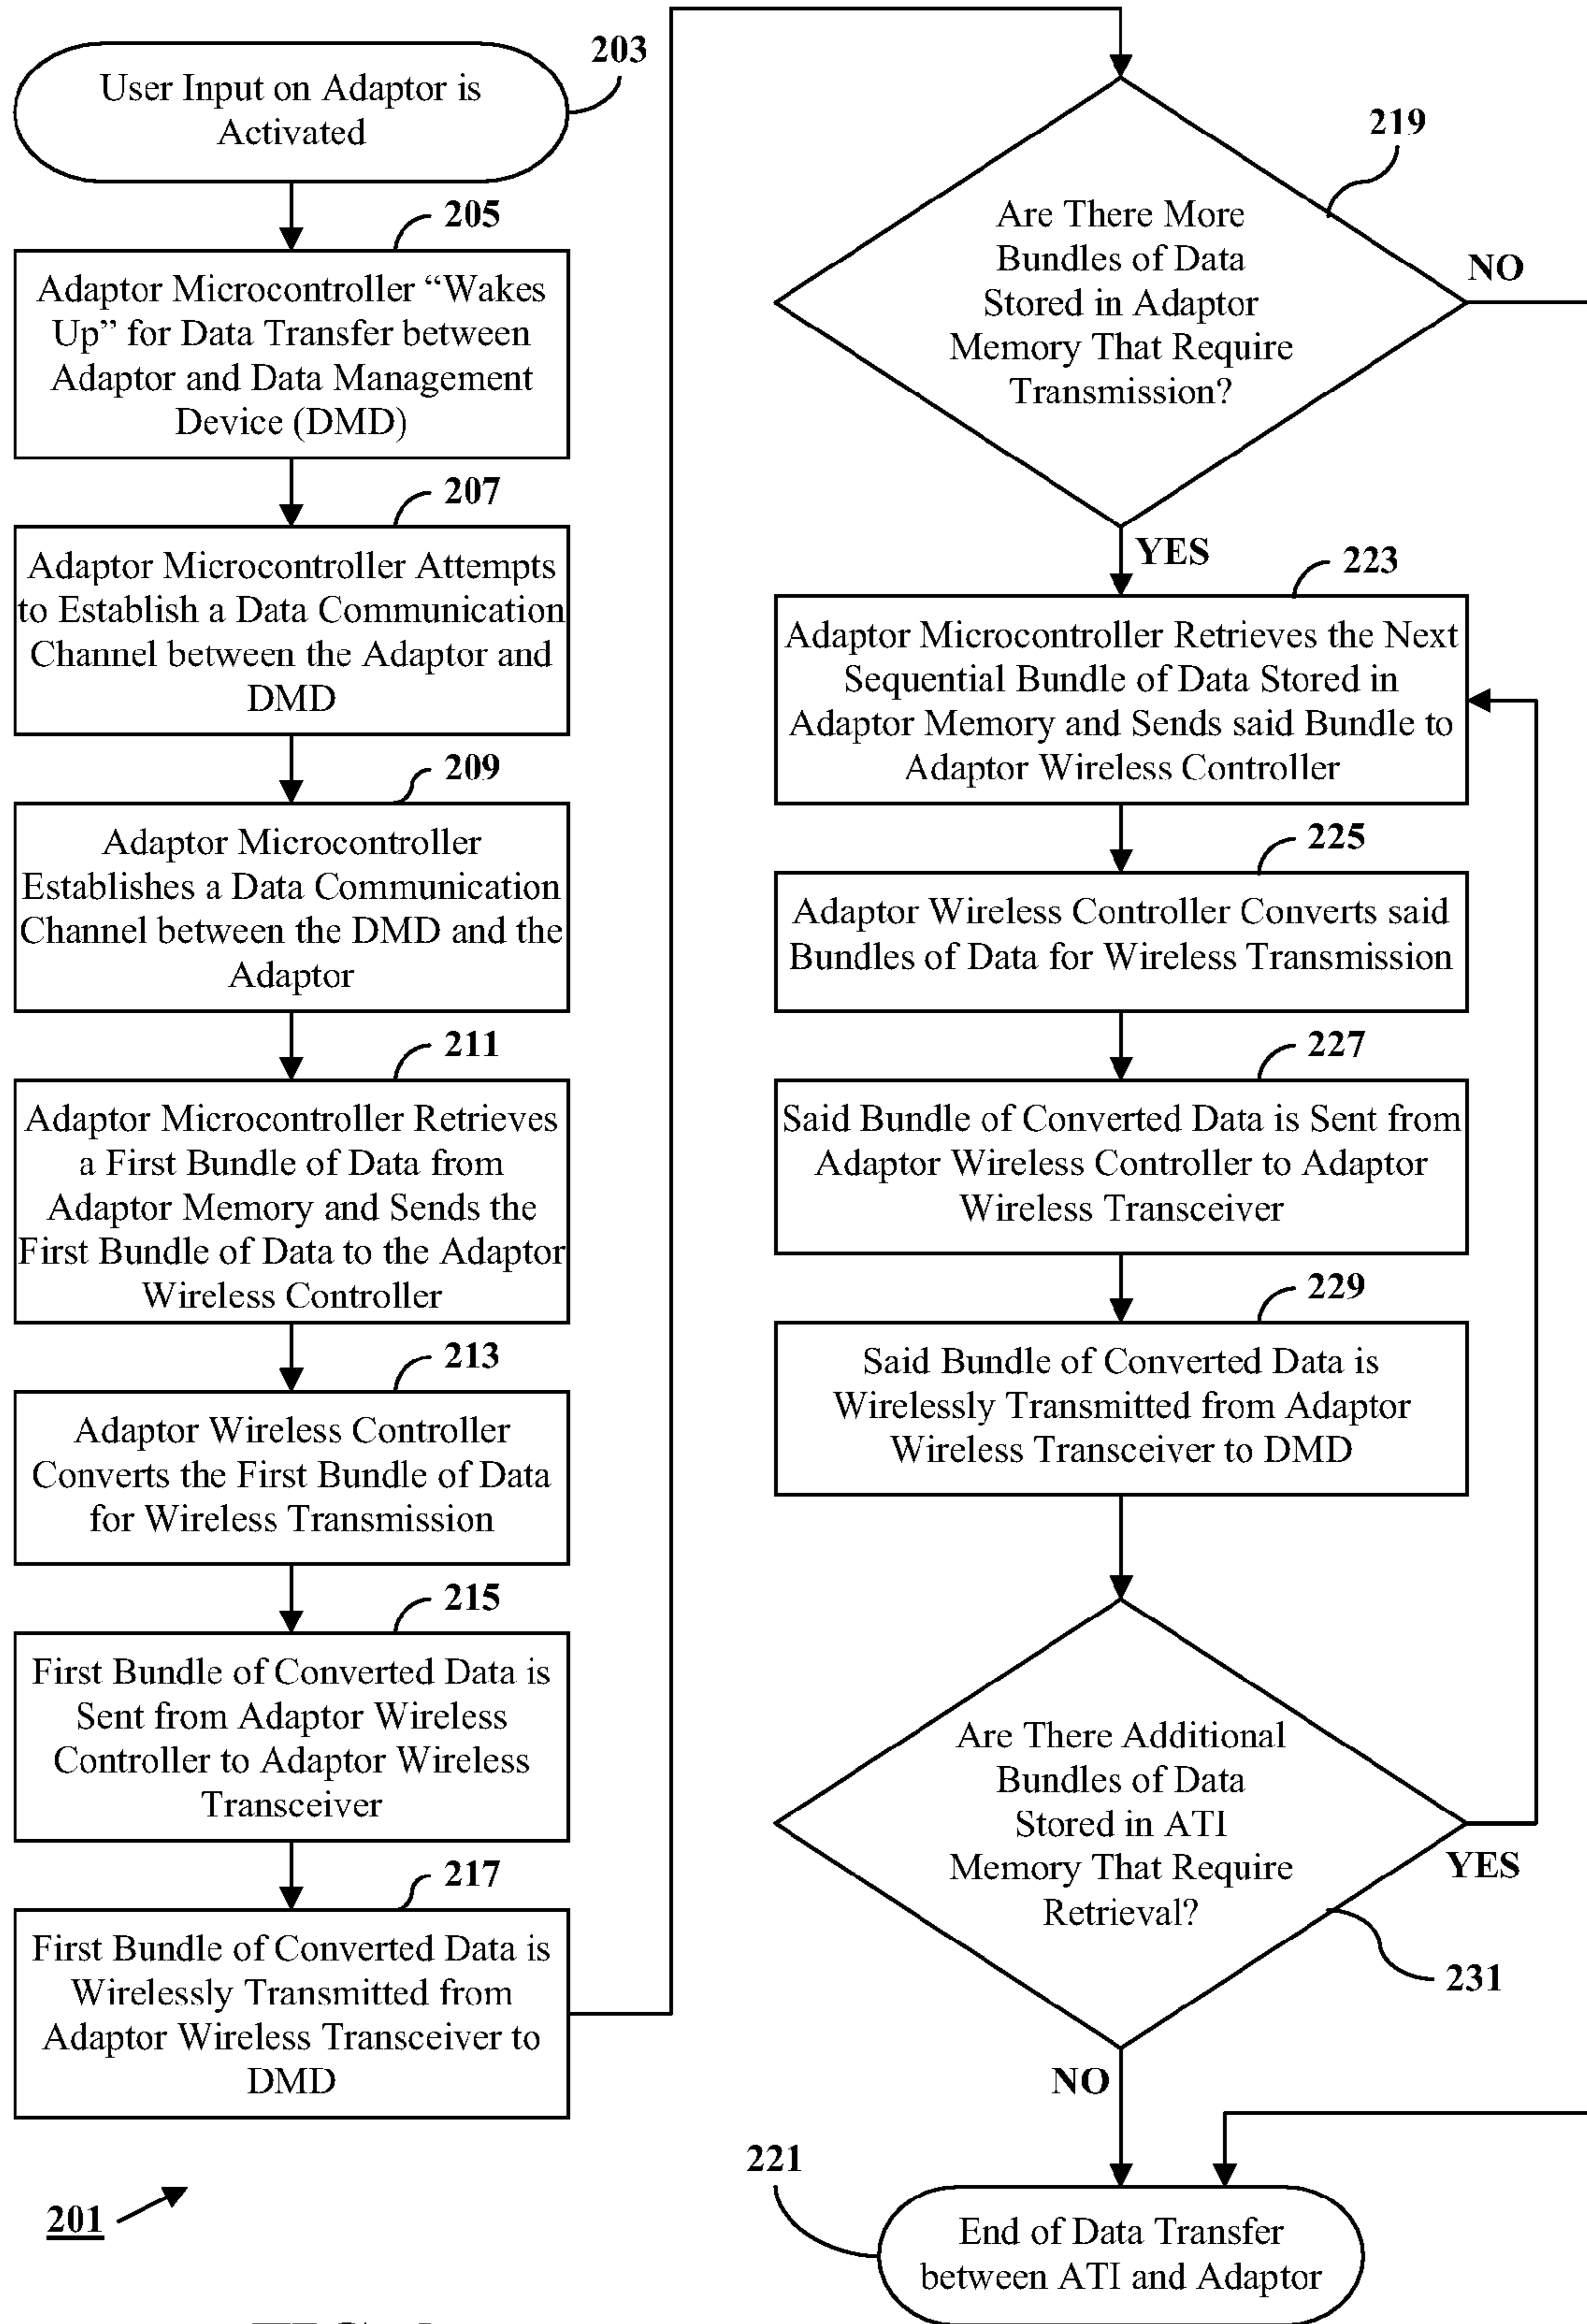 203
User Input on Adaptor is
Activated
205
Adaptor Microcontroller “Wakes
Up” for Data Transfer between
Adaptor and Data Management
Device (DMD)
207
Adaptor Microcontroller Attempts
to Establish a Data Communication
Channel between the Adaptor and
DMD
209
Adaptor Microcontroller
Establishes a Data Communication
Channel between the DMD and the
Adaptor
211
Adaptor Microcontroller Retrieves
a First Bundle of Data from
Adaptor Memory and Sends the
First Bundle of Data to the Adaptor
Wireless Controller
213
Adaptor Wireless Controller
Converts the First Bundle of Data
for Wireless Transmission
215
First Bundle of Converted Data is
Sent from Adaptor Wireless
Controller to Adaptor Wireless
Transceiver
217
First Bundle of Converted Data is
Wirelessly Transmitted from
Adaptor Wireless Transceiver to
DMD
201
219
Are There More
Bundles of Data
Stored in Adaptor
Memory That Require
Transmission?
NO
YES
223
Adaptor Microcontroller Retrieves the Next
Sequential Bundle of Data Stored in
Adaptor Memory and Sends said Bundle to
Adaptor Wireless Controller
225
Adaptor Wireless Controller Converts said
Bundles of Data for Wireless Transmission
227
Said Bundle of Converted Data is Sent from
Adaptor Wireless Controller to Adaptor
Wireless Transceiver
229
Said Bundle of Converted Data is
Wirelessly Transmitted from Adaptor
Wireless Transceiver to DMD
Are There Additional
Bundles of Data
Stored in ATI
Memory That Require
Retrieval?
YES
231
NO
221
End of Data Transfer
between ATI and Adaptor